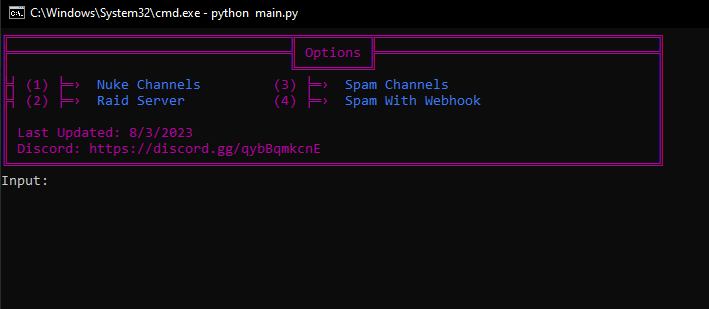 C:\Windows\System32\cmd.exe - python  main.py
Options
(1) ╞═› Nuke Channels (3) ╞═› Spam Channels
(2) ╞═› Raid Server (4) ╞═› Spam With Webhook
Last Updated: 8/3/2023
Discord: https://discord.gg/qybBqmkcnE
Input: